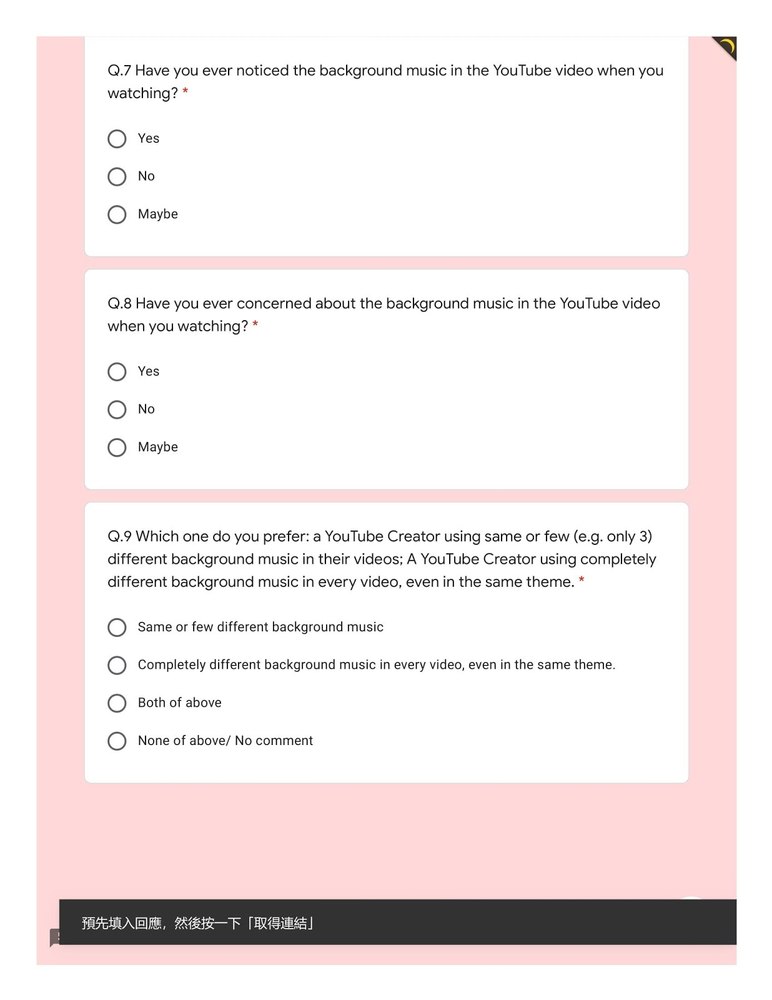 Q.7 Have you ever noticed the background music in the YouTube video when you
watching? *
Yes
No
Maybe
Q.8 Have you ever concerned about the background music in the YouTube video
when you watching? *
Yes
No
Maybe
Q.9 Which one do you prefer: a YouTube Creator using same or few (e.g. only 3)
different background music in their videos; A YouTube Creator using completely
different background music in every video, even in the same theme. *
Same or few different background music
Completely different background music in every video, even in the same theme.
Both of above
None of above/ No comment
預先填入回應，然後按一下「取得連結」